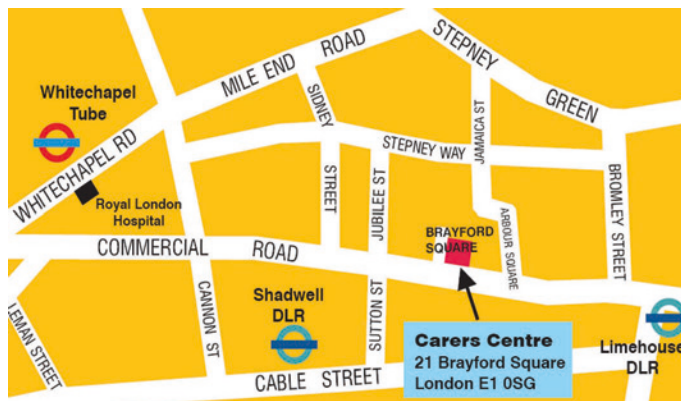 STEPNEY
GREEN
MILE END ROAD
Whitechapel
Tube
WHITECHAPEL RD
SIDNEY
STREET
JAMAICA ST
STEPNEY WAY
Royal London
Hospital
JUBILEE ST
BROMLEY STREET
BRAYFORD
SQUARE
ARBOUR SQUARE
COMMERCIAL ROAD
CANNON ST
Shadwell
DLR
SUTTON ST
LEMAN STREET
Carers Centre
21 Brayford Square
London E1 0SG
Limehouse
DLR
CABLE STREET